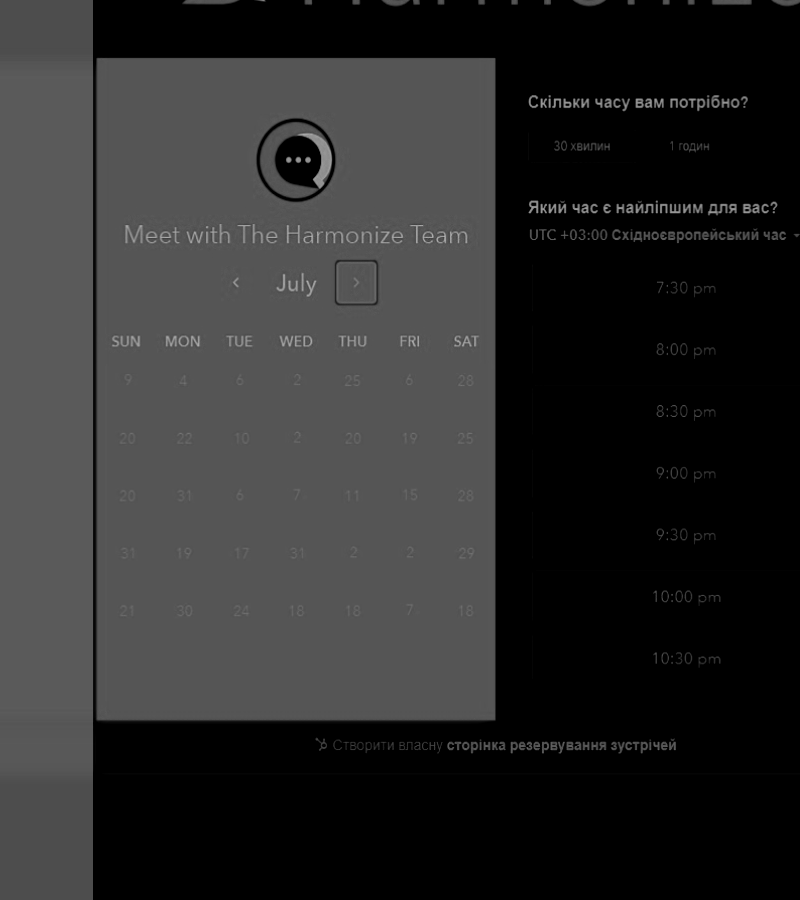 Meet with The Harmonize Team
July
SUN MON TUE WED THU FRI SAT
9 4 6 2 25 6 28
20 22 10 2 20 19 25
20 31 6 7 11 15 28
31 19 17 31 2 2 29
21 30 24 18 18 7 18
Скільки часу вам потрібно?
30 хвилин 1 годин
Який час є найліпшим для вас?
UTC +03:00 Східноєвропейський час
7:30 pm
8:00 pm
8:30 pm
9:00 pm
9:30 pm
10:00 pm
10:30 pm
Створити власну сторінка резервування зустрічей